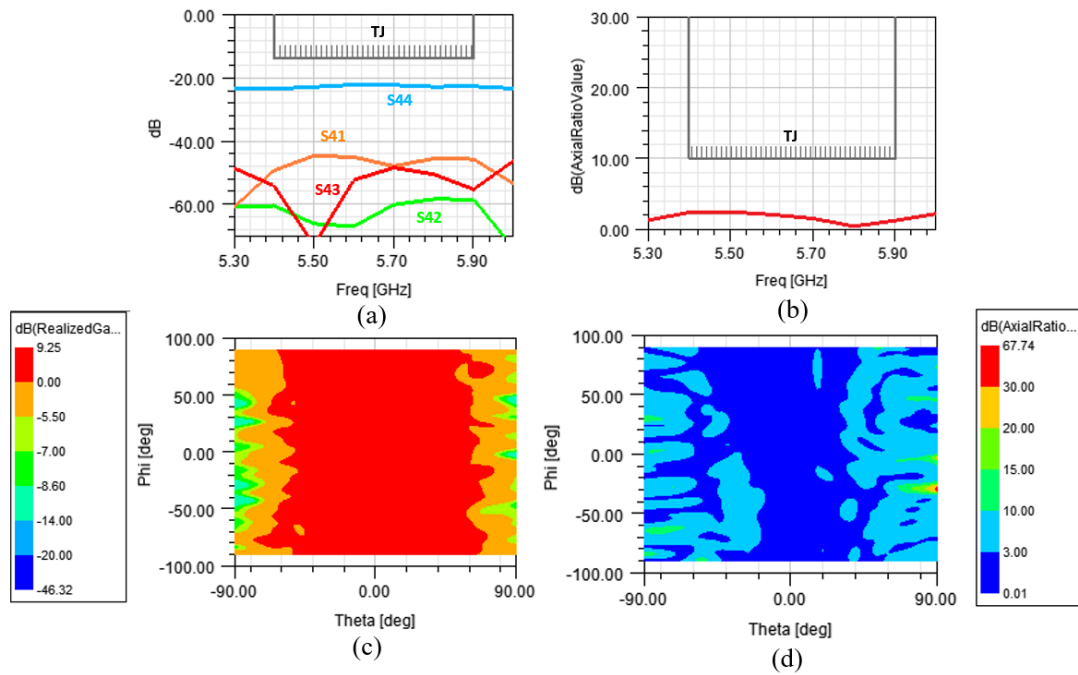 0.00
-20.00
-40.00
-60.00
dB
TJ
S44
S41
S43
S42
5.30
5.50
5.70
5.90
Freq [GHz]
(a)
30.00
20.00
10.00
0.00
dB(AxialRatioValue)
TJ
5.30
5.50
5.70
5.90
Freq [GHz]
(b)
dB(RealizedGa...
9.25
0.00
-5.50
-7.00
-8.60
-14.00
-20.00
-46.32
100.00
50.00
0.00
-50.00
-100.00
Phi [deg]
-90.00
0.00
90.00
Theta [deg]
(c)
100.00
50.00
0.00
-50.00
-100.00
Phi [deg]
-90.00
0.00
90.00
Theta [deg]
(d)
dB(AxialRatio...
67.74
30.00
20.00
15.00
10.00
3.00
0.01